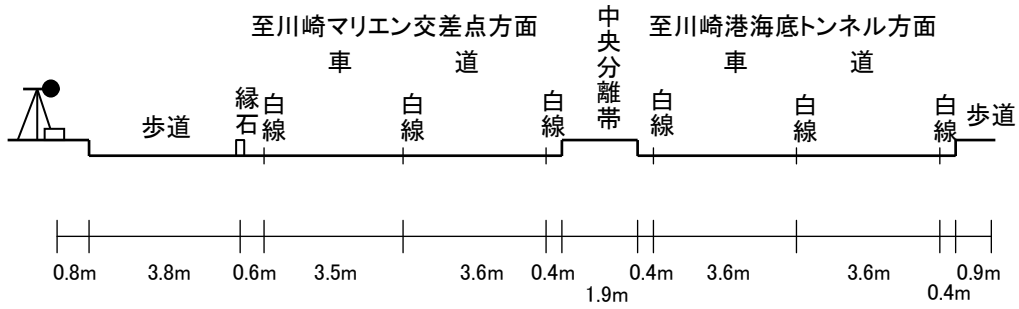 至川崎マリエン交差点方面
中央分離帯
至川崎港海底トンネル方面
車
道
車
道
歩道
縁石
白線
白線
白線
白線
白線
白線
歩道
0.8m
3.8m
0.6m
3.5m
3.6m
0.4m
1.9m
0.4m
3.6m
3.6m
0.4m
0.9m